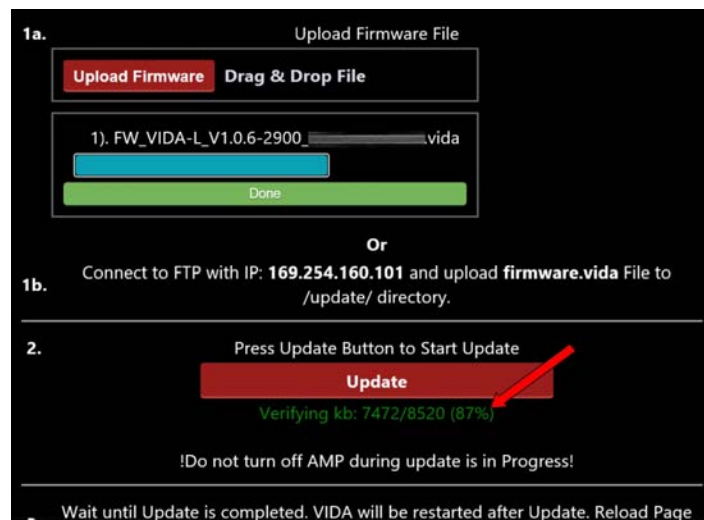 1a. Upload Firmware File
Upload Firmware Drag & Drop File
1). FW_VIDA-L_V1.0.6-2900_ .vida
Done
Or
1b. Connect to FTP with IP: 169.254.160.101 and upload firmware.vida File to
/update/ directory.
2. Press Update Button to Start Update
Update
Verifying kb: 7472/8520 (87%)
!Do not turn off AMP during update is in Progress!
Wait until Update is completed. VIDA will be restarted after Update. Reload Page